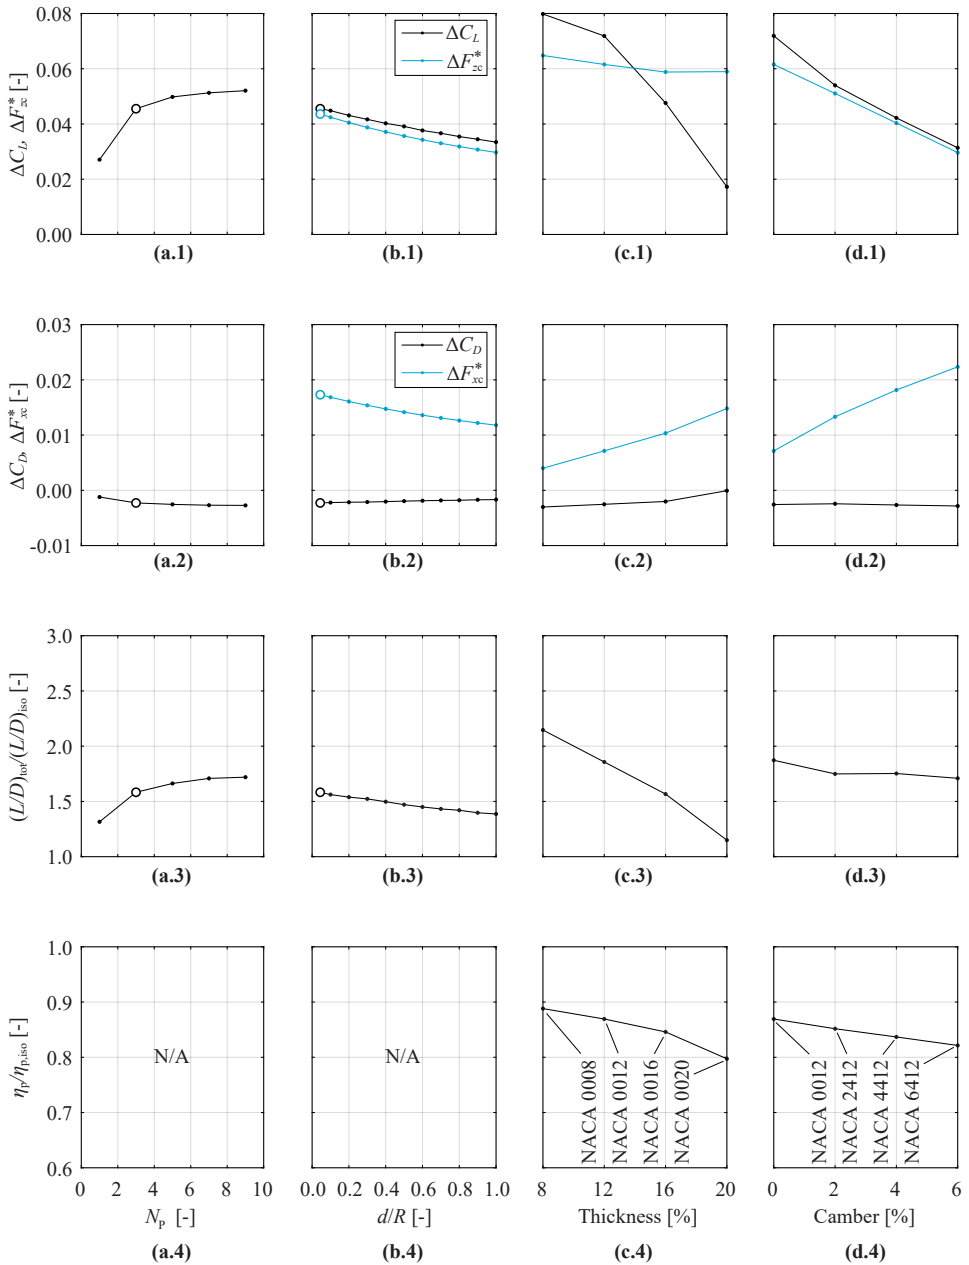 ΔC_L, ΔF*_zc [-]
0.08
0.06
0.04
0.02
0.00
ΔC_L
ΔF*_zc
(a.1) (b.1) (c.1) (d.1)
ΔC_D, ΔF*_xc [-]
0.03
0.02
0.01
0.00
-0.01
ΔC_D
ΔF*_xc
(a.2) (b.2) (c.2) (d.2)
(L/D)_tot/(L/D)_iso [-]
3.0
2.5
2.0
1.5
1.0
(a.3) (b.3) (c.3) (d.3)
η_p/η_p,iso [-]
1.0
0.9
0.8
0.7
0.6
N/A
N/A
NACA 0008
NACA 0012
NACA 0016
NACA 0020
NACA 0012
NACA 2412
NACA 4412
NACA 6412
0 2 4 6 8 10
0.0 0.2 0.4 0.6 0.8 1.0
8 12 16 20
0 2 4 6
N_P [-]
d/R [-]
Thickness [%]
Camber [%]
(a.4) (b.4) (c.4) (d.4)